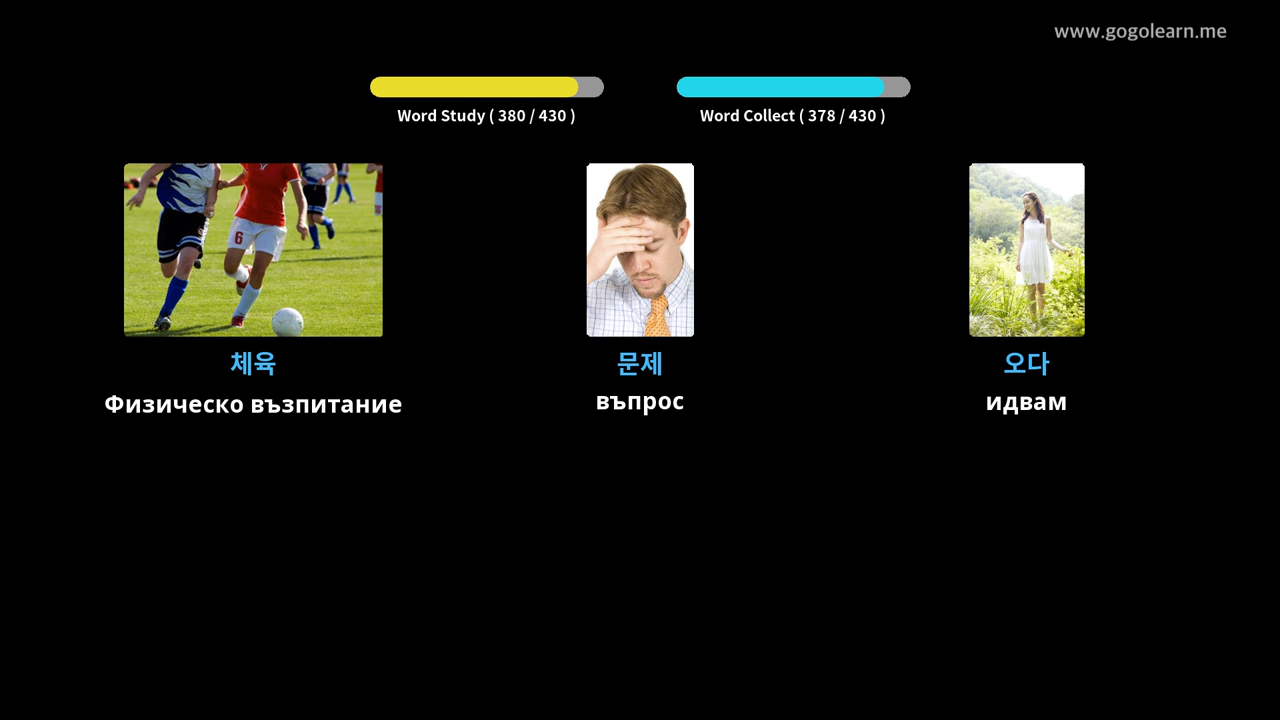 www.gogolearn.me
Word Study ( 380 / 430 )
Word Collect ( 378 / 430 )
6
체육
문제
오다
Физическо възпитание
въпрос
идвам